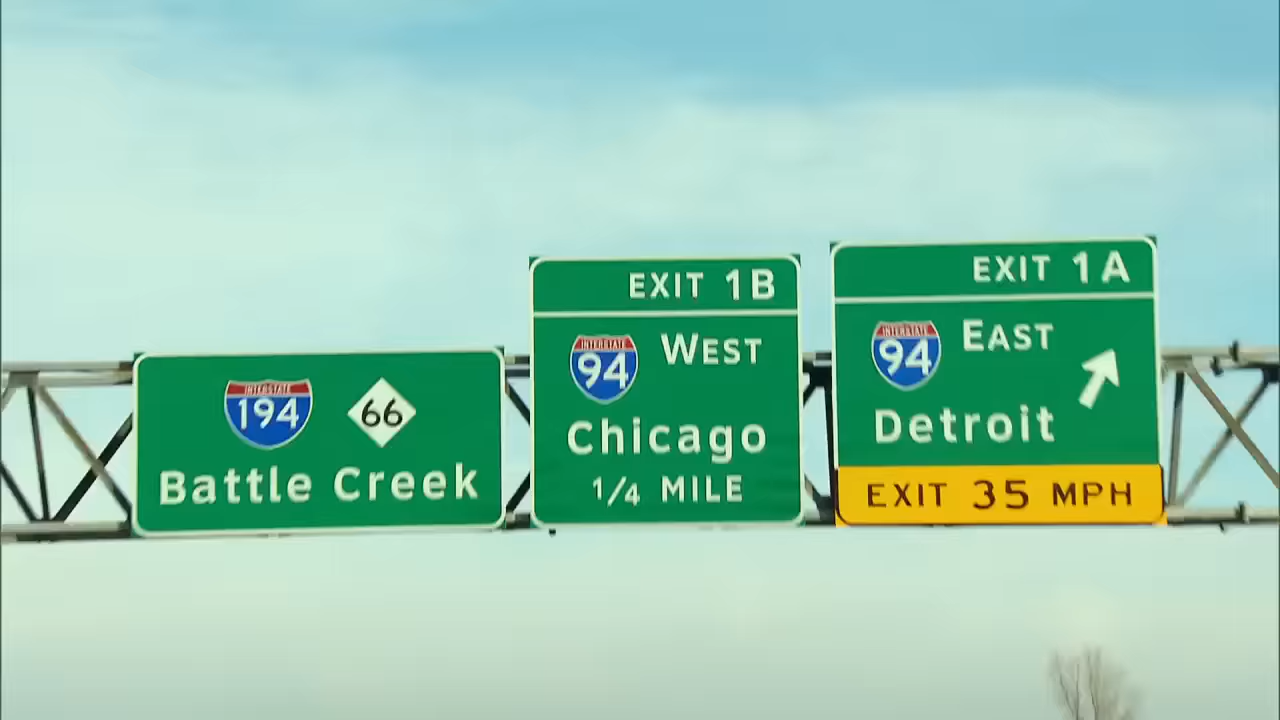 INTERSTATE
194
66
Battle Creek
EXIT 1B
INTERSTATE
94
WEST
Chicago
1/4 MILE
EXIT 1A
INTERSTATE
94
EAST
Detroit
EXIT 35 MPH